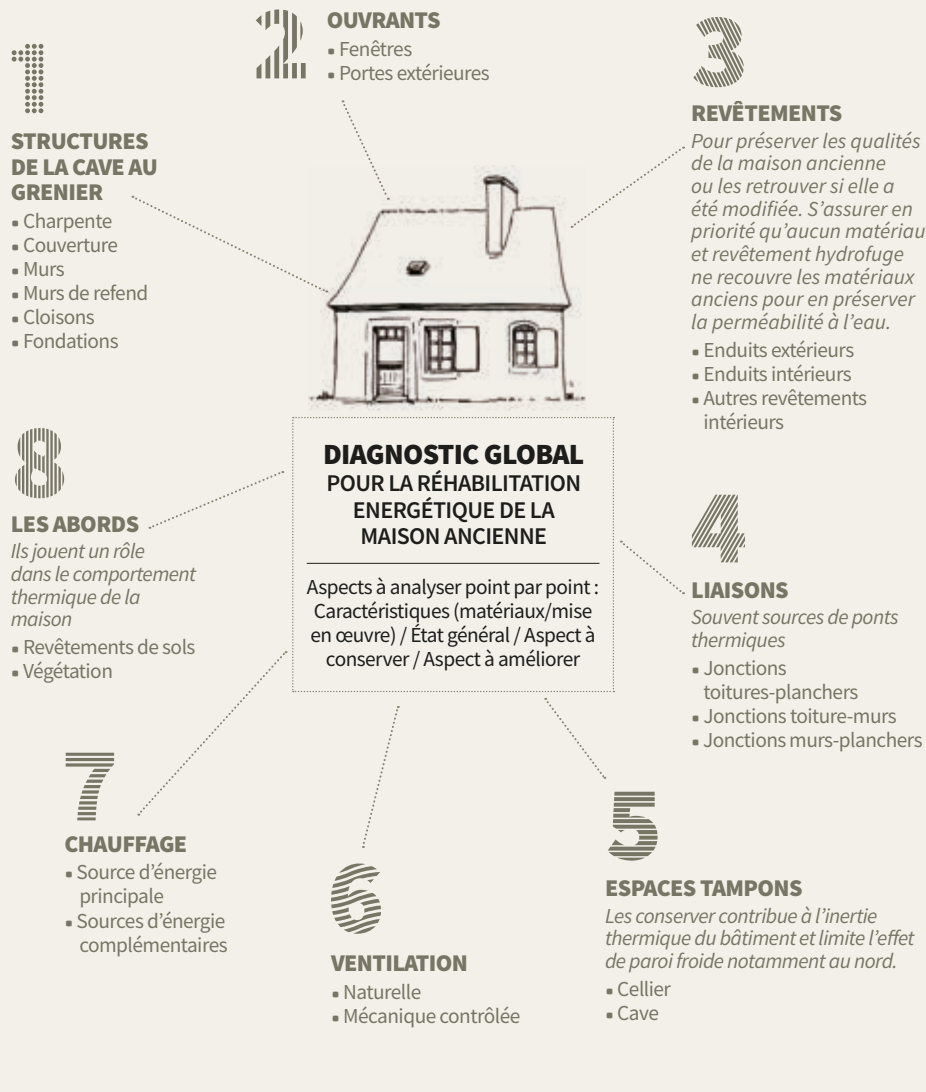 1
STRUCTURES
DE LA CAVE AU
GRENIER
▪ Charpente
▪ Couverture
▪ Murs
▪ Murs de refend
▪ Cloisons
▪ Fondations
2
OUVRANTS
▪ Fenêtres
▪ Portes extérieures
3
REVÊTEMENTS
Pour préserver les qualités
de la maison ancienne
ou les retrouver si elle a
été modifiée. S’assurer en
priorité qu’aucun matériau
et revêtement hydrofuge
ne recouvre les matériaux
anciens pour en préserver
la perméabilité à l’eau.
▪ Enduits extérieurs
▪ Enduits intérieurs
▪ Autres revêtements
intérieurs
DIAGNOSTIC GLOBAL
POUR LA RÉHABILITATION
ENERGÉTIQUE DE LA
MAISON ANCIENNE
Aspects à analyser point par point :
Caractéristiques (matériaux/mise
en œuvre) / État général / Aspect à
conserver / Aspect à améliorer
4
LIAISONS
Souvent sources de ponts
thermiques
▪ Jonctions
toitures-planchers
▪ Jonctions toiture-murs
▪ Jonctions murs-planchers
5
ESPACES TAMPONS
Les conserver contribue à l’inertie
thermique du bâtiment et limite l’effet
de paroi froide notamment au nord.
▪ Cellier
▪ Cave
6
VENTILATION
▪ Naturelle
▪ Mécanique contrôlée
7
CHAUFFAGE
▪ Source d’énergie
principale
▪ Sources d’énergie
complémentaires
8
LES ABORDS
Ils jouent un rôle
dans le comportement
thermique de la
maison
▪ Revêtements de sols
▪ Végétation